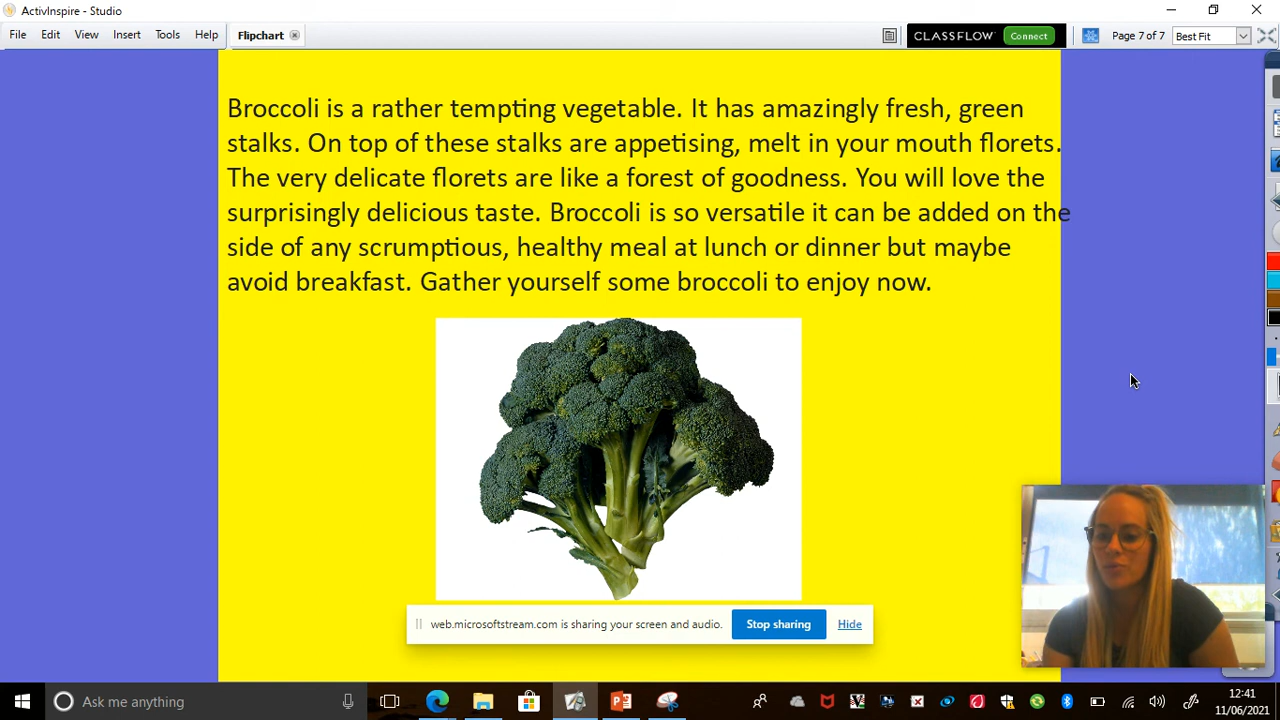 ActivInspire - Studio
File Edit View Insert Tools Help Flipchart CLASSFLOW Connect Page 7 of 7 Best Fit
Broccoli is a rather tempting vegetable. It has amazingly fresh, green
stalks. On top of these stalks are appetising, melt in your mouth florets.
The very delicate florets are like a forest of goodness. You will love the
surprisingly delicious taste. Broccoli is so versatile it can be added on the
side of any scrumptious, healthy meal at lunch or dinner but maybe
avoid breakfast. Gather yourself some broccoli to enjoy now.
web.microsoftstream.com is sharing your screen and audio. Stop sharing Hide
Ask me anything
12:41
11/06/2021